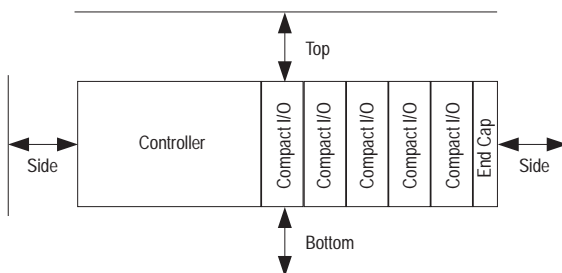 Top
Side
Controller
Compact I/O
Compact I/O
Compact I/O
Compact I/O
Compact I/O
End Cap
Side
Bottom